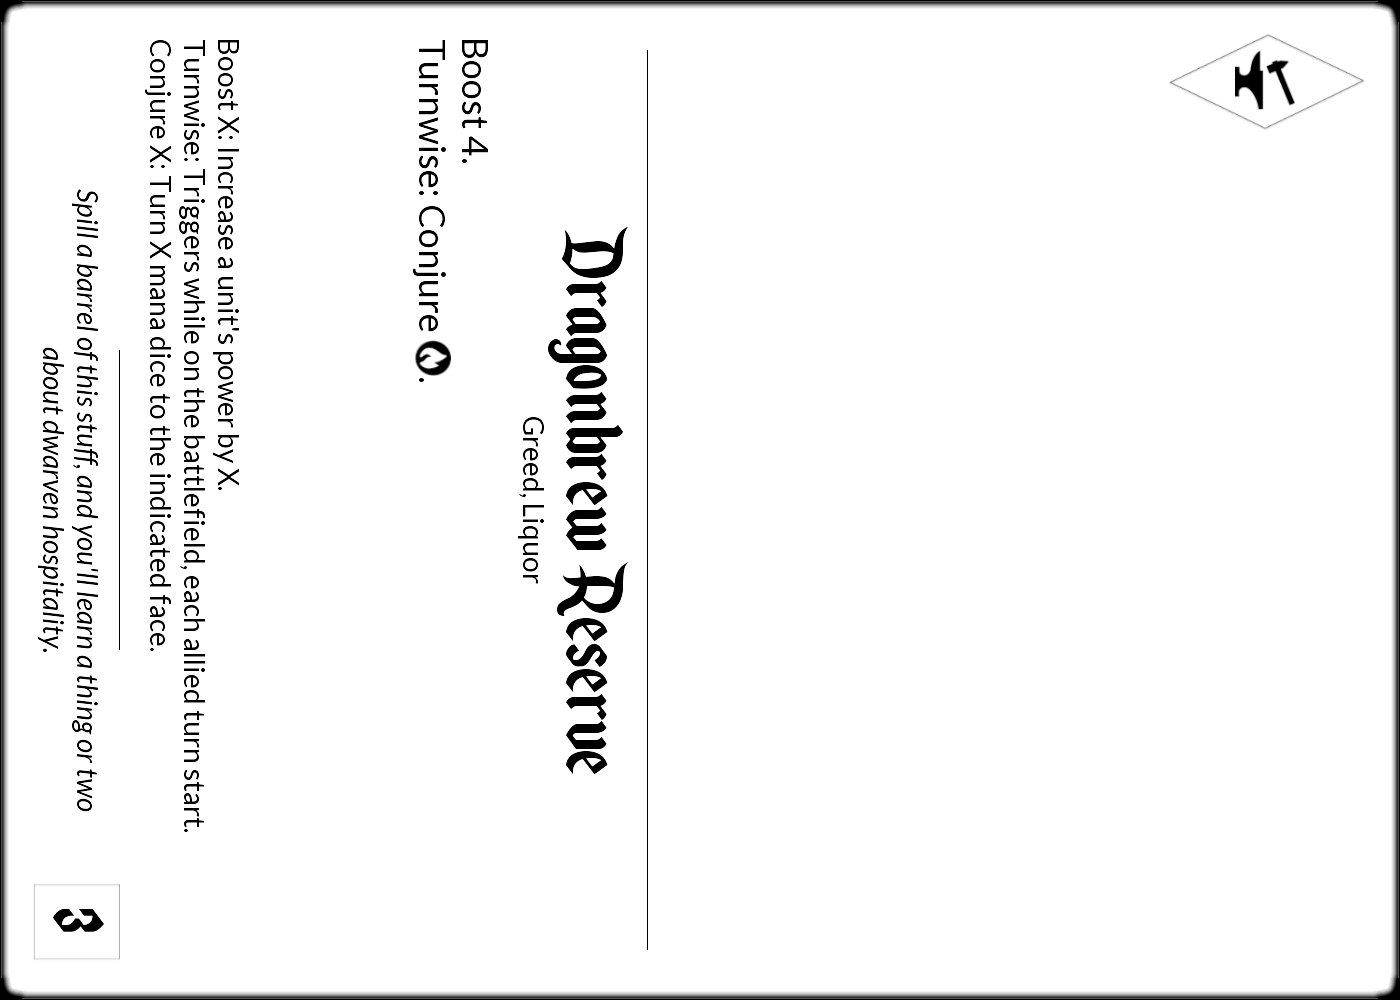 Dragonbrew Reserve
Greed, Liquor
Boost 4.
Turnwise: Conjure .
Boost X: Increase a unit's power by X.
Turnwise: Triggers while on the battlefield, each allied turn start.
Conjure X: Turn X mana dice to the indicated face.
Spill a barrel of this stuff, and you'll learn a thing or two
about dwarven hospitality.
3